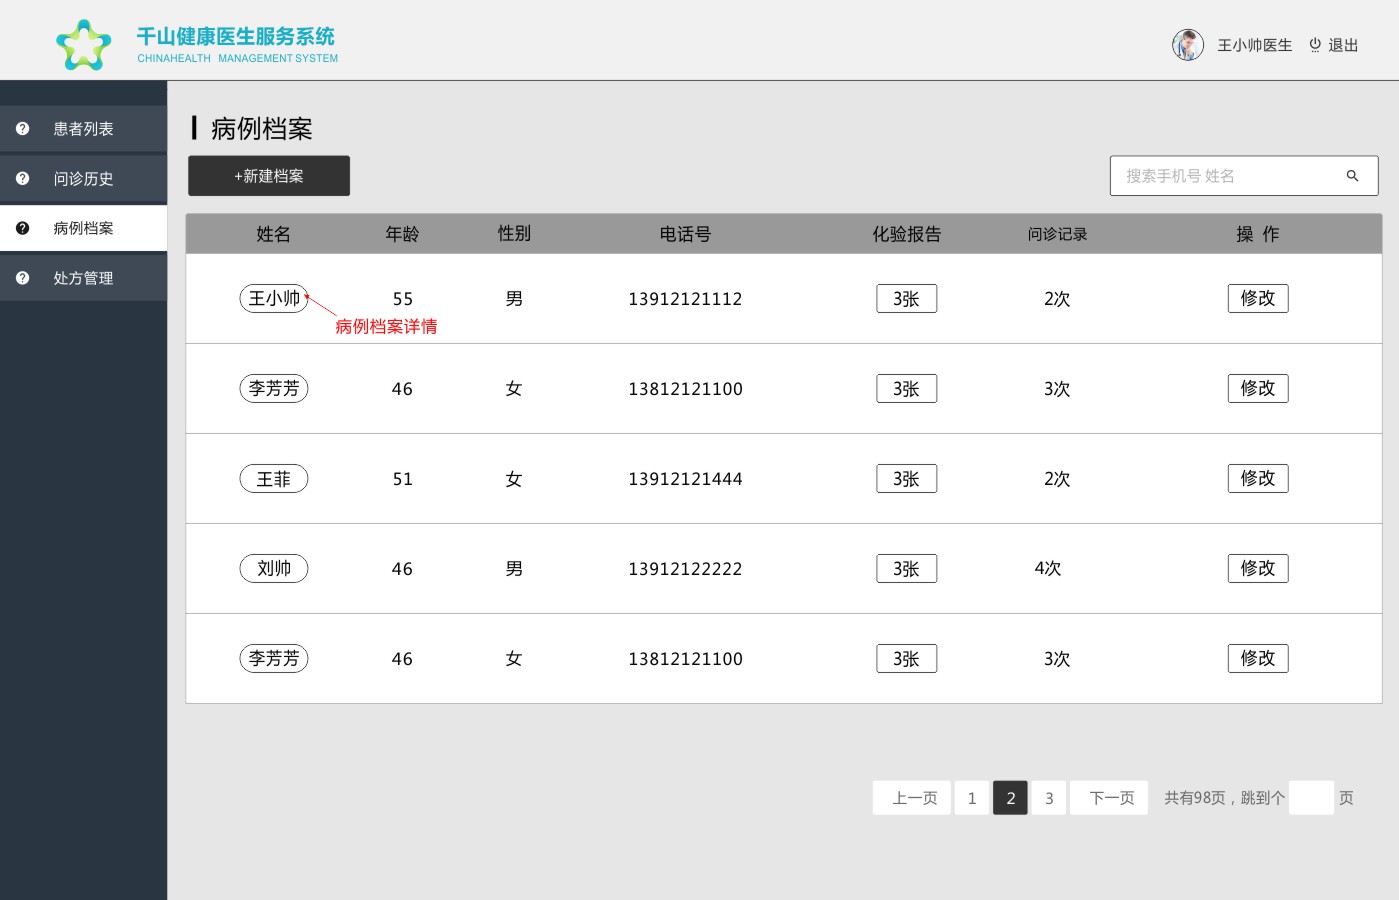 千山健康医生服务系统
CHINAHEALTH MANAGEMENT SYSTEM
王小帅医生 退出
患者列表
问诊历史
病例档案
处方管理
病例档案
+新建档案
搜索手机号 姓名
姓名 年龄 性别 电话号 化验报告 问诊记录 操 作
王小帅 55 男 13912121112 3张 2次 修改
病例档案详情
李芳芳 46 女 13812121100 3张 3次 修改
王菲 51 女 13912121444 3张 2次 修改
刘帅 46 男 13912122222 3张 4次 修改
李芳芳 46 女 13812121100 3张 3次 修改
上一页 1 2 3 下一页 共有98页，跳到个 页